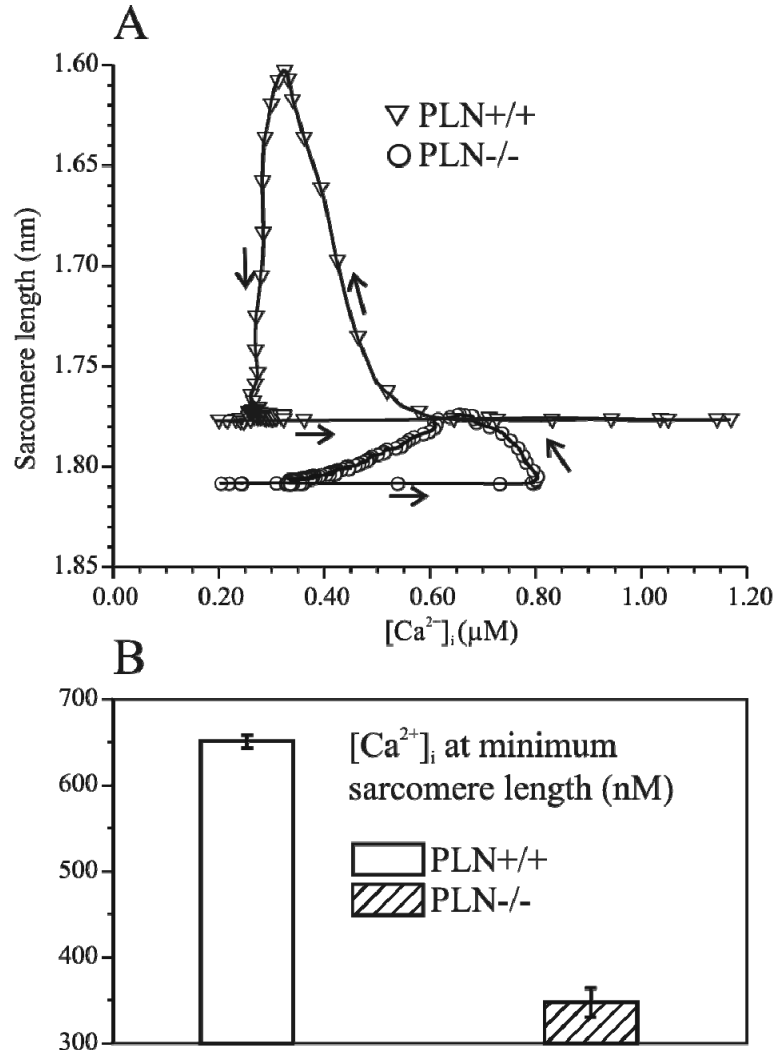 A
1.60
1.65
1.70
1.75
1.80
1.85
Sarcomere length (nm)
PLN+/+
PLN-/-
0.00
0.20
0.40
0.60
0.80
1.00
1.20
[Ca²⁻]i (μM)
B
700
600
500
400
300
[Ca²⁺]i at minimum
sarcomere length (nM)
PLN+/+
PLN-/-